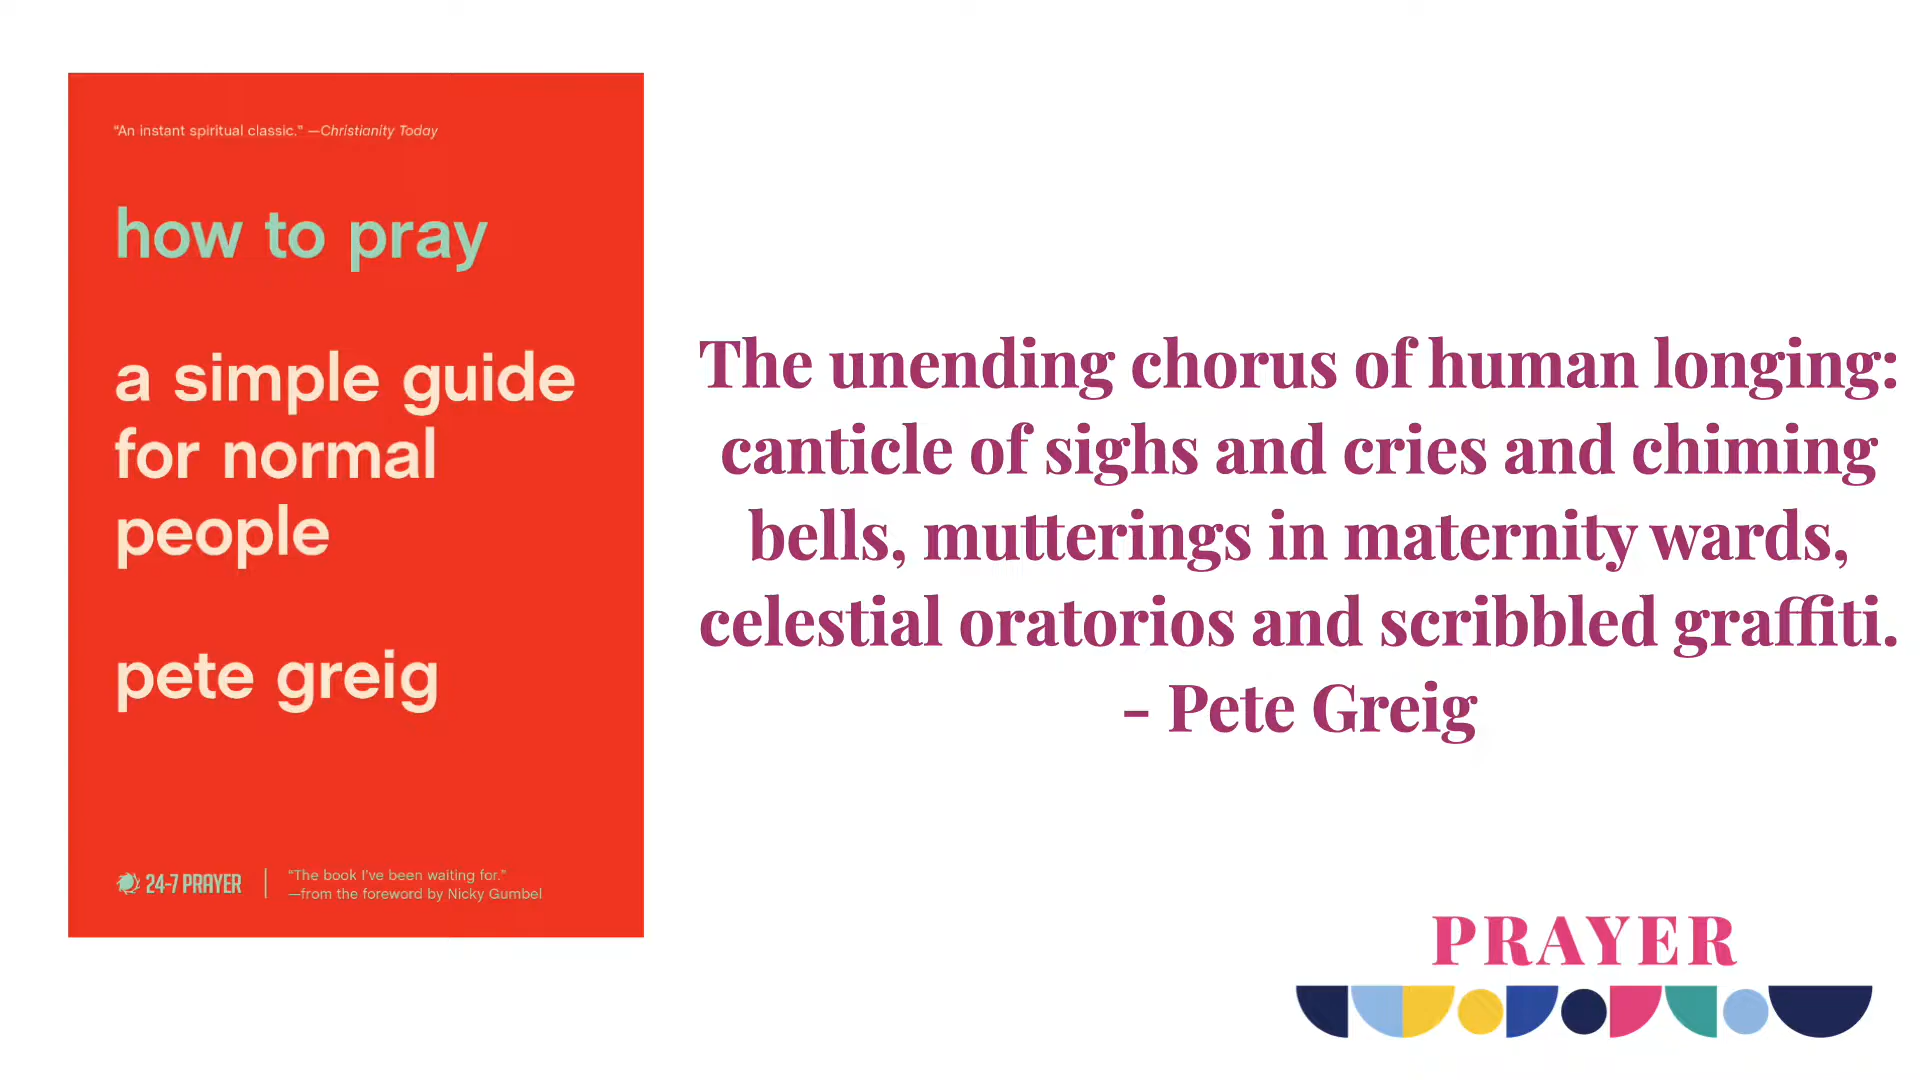 “An instant spiritual classic.” —Christianity Today
how to pray
a simple guide
for normal
people
pete greig
24-7 PRAYER
“The book I’ve been waiting for.”
—from the foreword by Nicky Gumbel
The unending chorus of human longing:
canticle of sighs and cries and chiming
bells, mutterings in maternity wards,
celestial oratorios and scribbled graffiti.
- Pete Greig
PRAYER